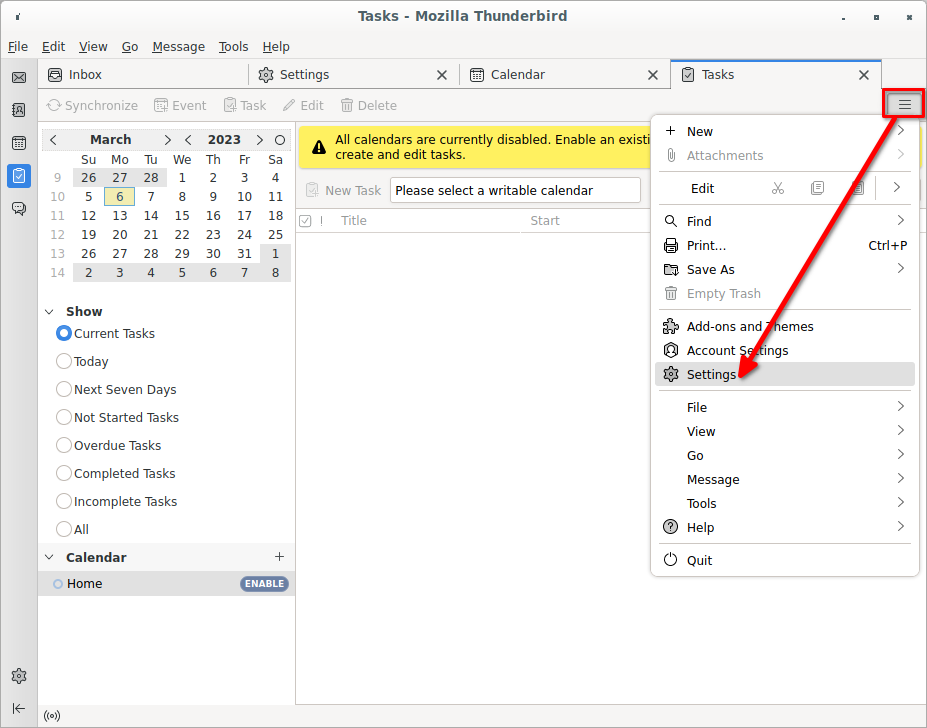 Tasks - Mozilla Thunderbird
File Edit View Go Message Tools Help
Inbox Settings Calendar Tasks
Synchronize Event Task Edit Delete
March 2023
Su Mo Tu We Th Fr Sa
9 26 27 28 1 2 3 4
10 5 6 7 8 9 10 11
11 12 13 14 15 16 17 18
12 19 20 21 22 23 24 25
13 26 27 28 29 30 31 1
14 2 3 4 5 6 7 8
Show
Current Tasks
Today
Next Seven Days
Not Started Tasks
Overdue Tasks
Completed Tasks
Incomplete Tasks
All
Calendar
Home ENABLE
All calendars are currently disabled. Enable an existi
create and edit tasks.
New Task Please select a writable calendar
! Title Start
New
Attachments
Edit
Find
Print... Ctrl+P
Save As
Empty Trash
Add-ons and Themes
Account Settings
Settings
File
View
Go
Message
Tools
Help
Quit